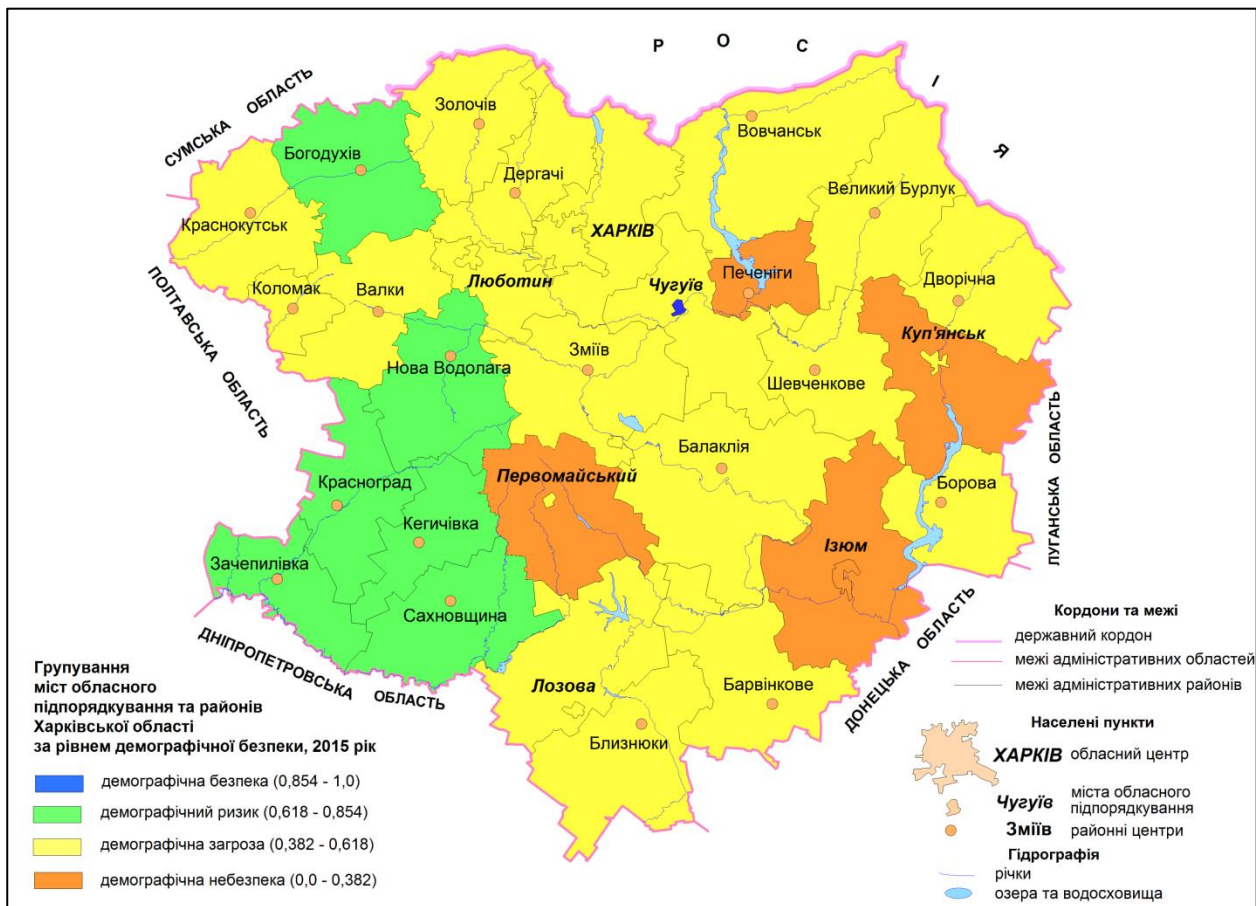 РОСІЯ
СУМСЬКА ОБЛАСТЬ
ПОЛТАВСЬКА ОБЛАСТЬ
ДНІПРОПЕТРОВСЬКА ОБЛАСТЬ
ДОНЕЦЬКА ОБЛАСТЬ
ЛУГАНСЬКА ОБЛАСТЬ
Золочів
Вовчанськ
Богодухів
Дергачі
Великий Бурлук
Краснокутськ
ХАРКІВ
Печеніги
Дворічна
Коломак
Валки
Люботин
Чугуїв
Куп'янськ
Зміїв
Нова Водолага
Шевченкове
Балаклія
Красноград
Первомайський
Борова
Кегичівка
Ізюм
Зачепилівка
Сахновщина
Лозова
Барвінкове
Близнюки
Групування
міст обласного
підпорядкування та районів
Харківської області
за рівнем демографічної безпеки, 2015 рік
демографічна безпека (0,854 - 1,0)
демографічний ризик (0,618 - 0,854)
демографічна загроза (0,382 - 0,618)
демографічна небезпека (0,0 - 0,382)
Кордони та межі
державний кордон
межі адміністративних областей
межі адміністративних районів
Населені пункти
ХАРКІВ обласний центр
Чугуїв міста обласного
підпорядкування
Зміїв районні центри
Гідрографія
річки
озера та водосховища